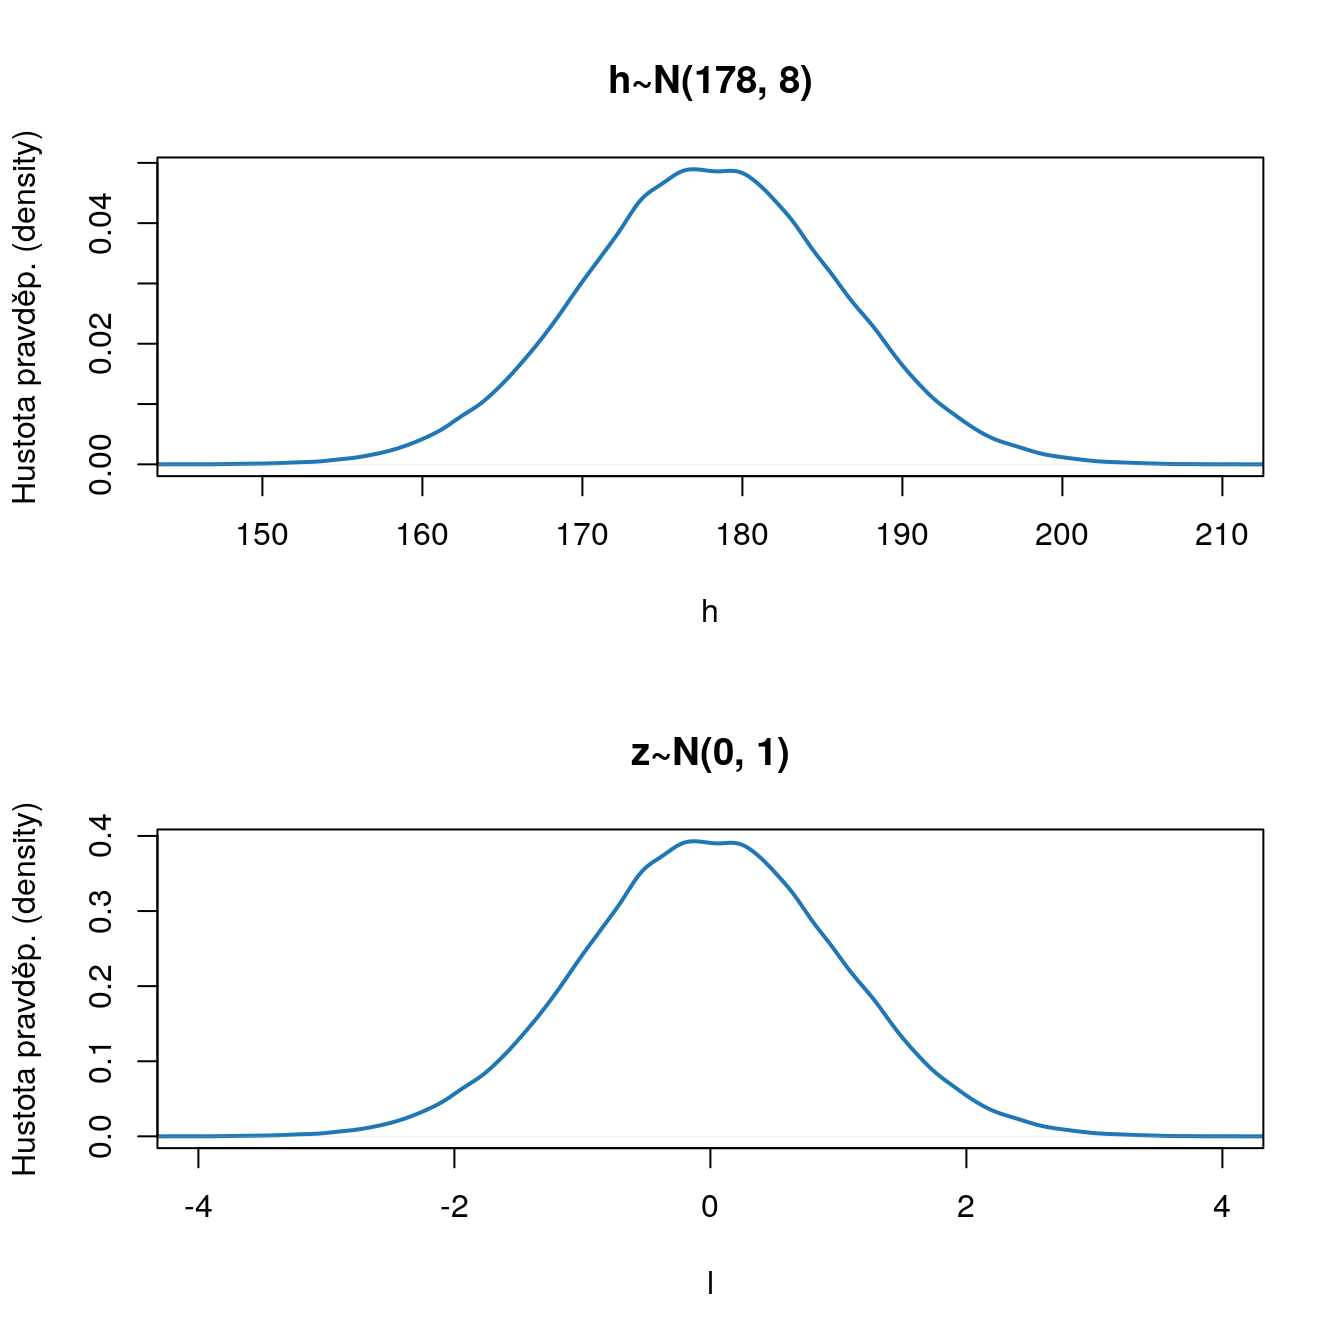 h~N(178, 8)
Hustota pravděp. (density)
0.04
0.02
0.00
150 160 170 180 190 200 210
h
z~N(0, 1)
Hustota pravděp. (density)
0.4
0.3
0.2
0.1
0.0
-4 -2 0 2 4
l